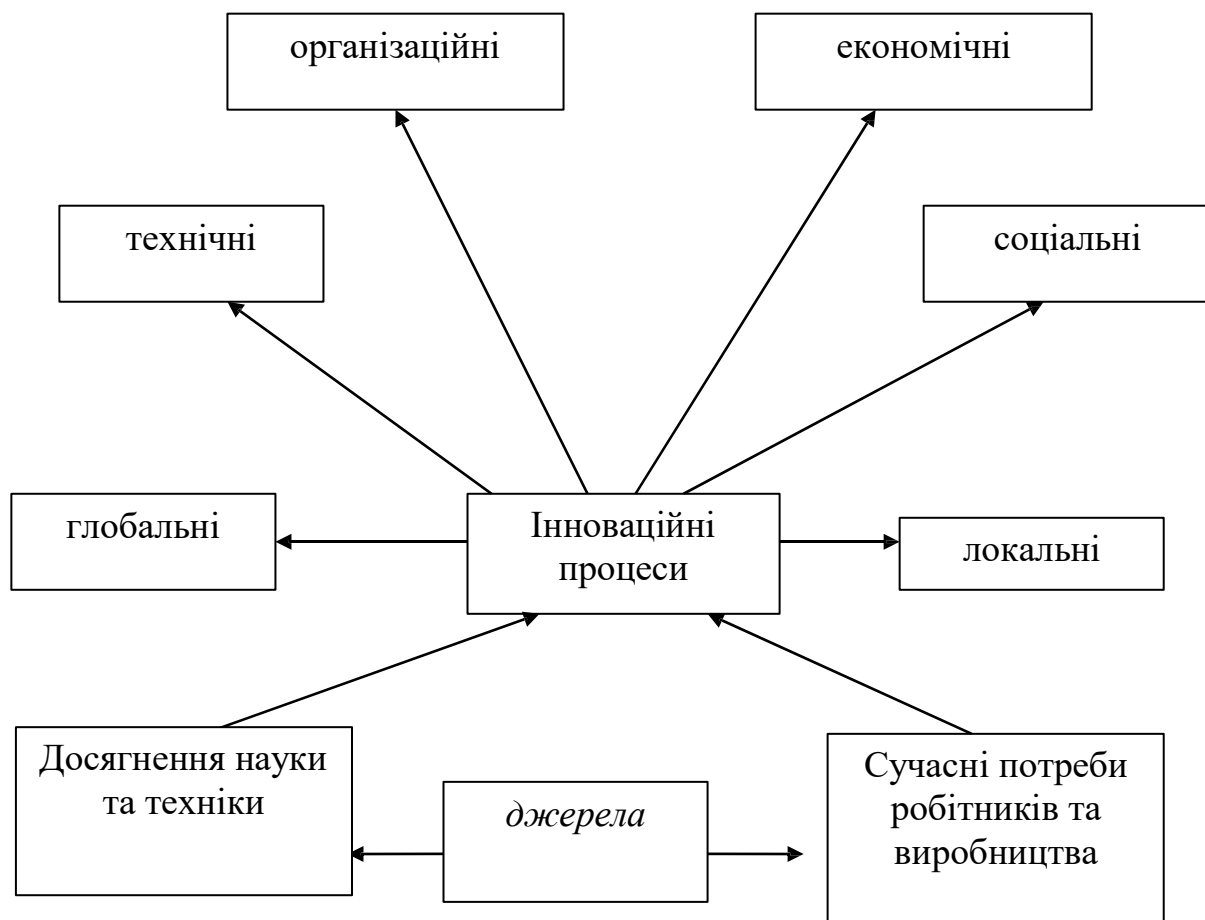 організаційні
економічні
технічні
соціальні
глобальні
Інноваційні
процеси
локальні
Досягнення науки
та техніки
джерела
Сучасні потреби
робітників та
виробництва